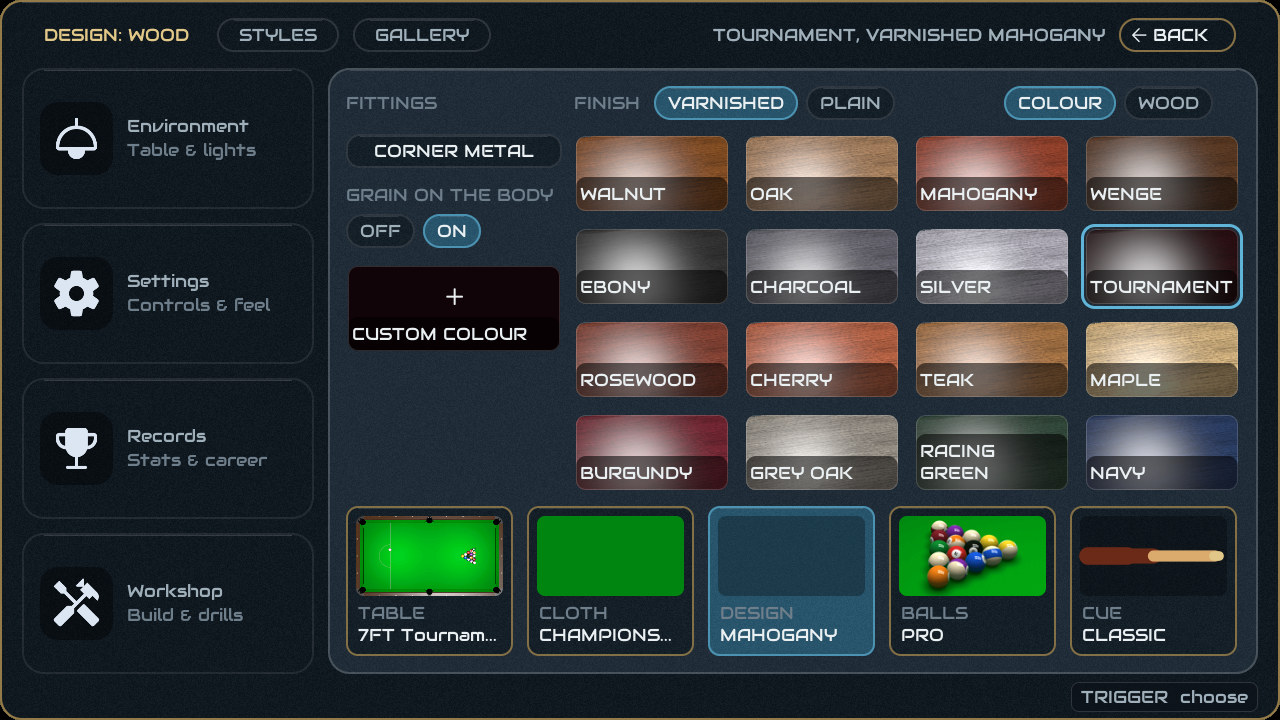 DESIGN: WOOD
STYLES
GALLERY
TOURNAMENT, VARNISHED MAHOGANY
← BACK
Environment
Table & lights
Settings
Controls & feel
Records
Stats & career
Workshop
Build & drills
FITTINGS
CORNER METAL
GRAIN ON THE BODY
OFF
ON
+
CUSTOM COLOUR
FINISH
VARNISHED
PLAIN
COLOUR
WOOD
WALNUT
OAK
MAHOGANY
WENGE
EBONY
CHARCOAL
SILVER
TOURNAMENT
ROSEWOOD
CHERRY
TEAK
MAPLE
BURGUNDY
GREY OAK
RACING
GREEN
NAVY
TABLE
7FT Tournam...
CLOTH
CHAMPIONS...
DESIGN
MAHOGANY
BALLS
PRO
CUE
CLASSIC
TRIGGER choose